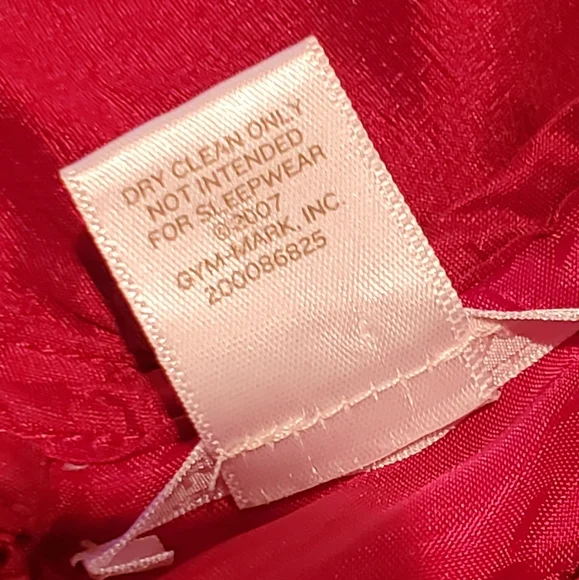 DRY CLEAN ONLY
NOT INTENDED
FOR SLEEPWEAR
©2007
GYM-MARK, INC.
200086825